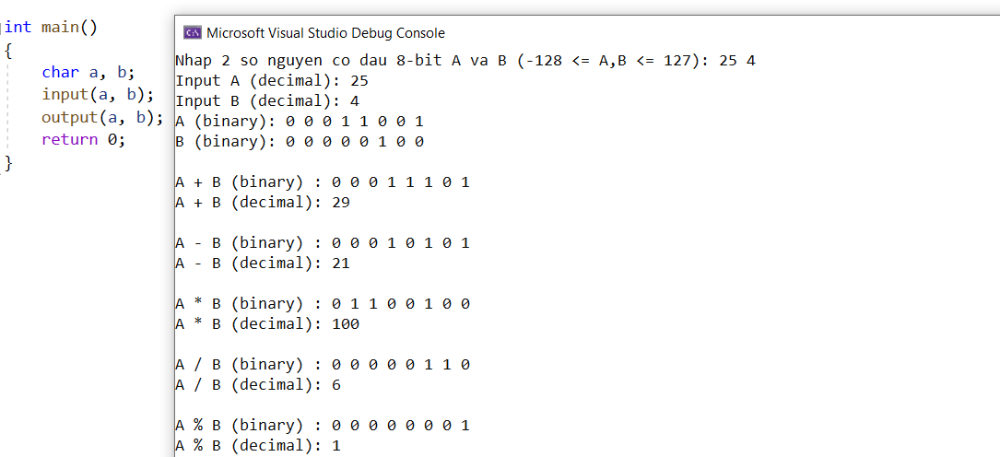 int main()
{
    char a, b;
    input(a, b);
    output(a, b);
    return 0;
}
C:\ Microsoft Visual Studio Debug Console
Nhap 2 so nguyen co dau 8-bit A va B (-128 <= A,B <= 127): 25 4
Input A (decimal): 25
Input B (decimal): 4
A (binary): 0 0 0 1 1 0 0 1
B (binary): 0 0 0 0 0 1 0 0

A + B (binary) : 0 0 0 1 1 1 0 1
A + B (decimal): 29

A - B (binary) : 0 0 0 1 0 1 0 1
A - B (decimal): 21

A * B (binary) : 0 1 1 0 0 1 0 0
A * B (decimal): 100

A / B (binary) : 0 0 0 0 0 1 1 0
A / B (decimal): 6

A % B (binary) : 0 0 0 0 0 0 0 1
A % B (decimal): 1